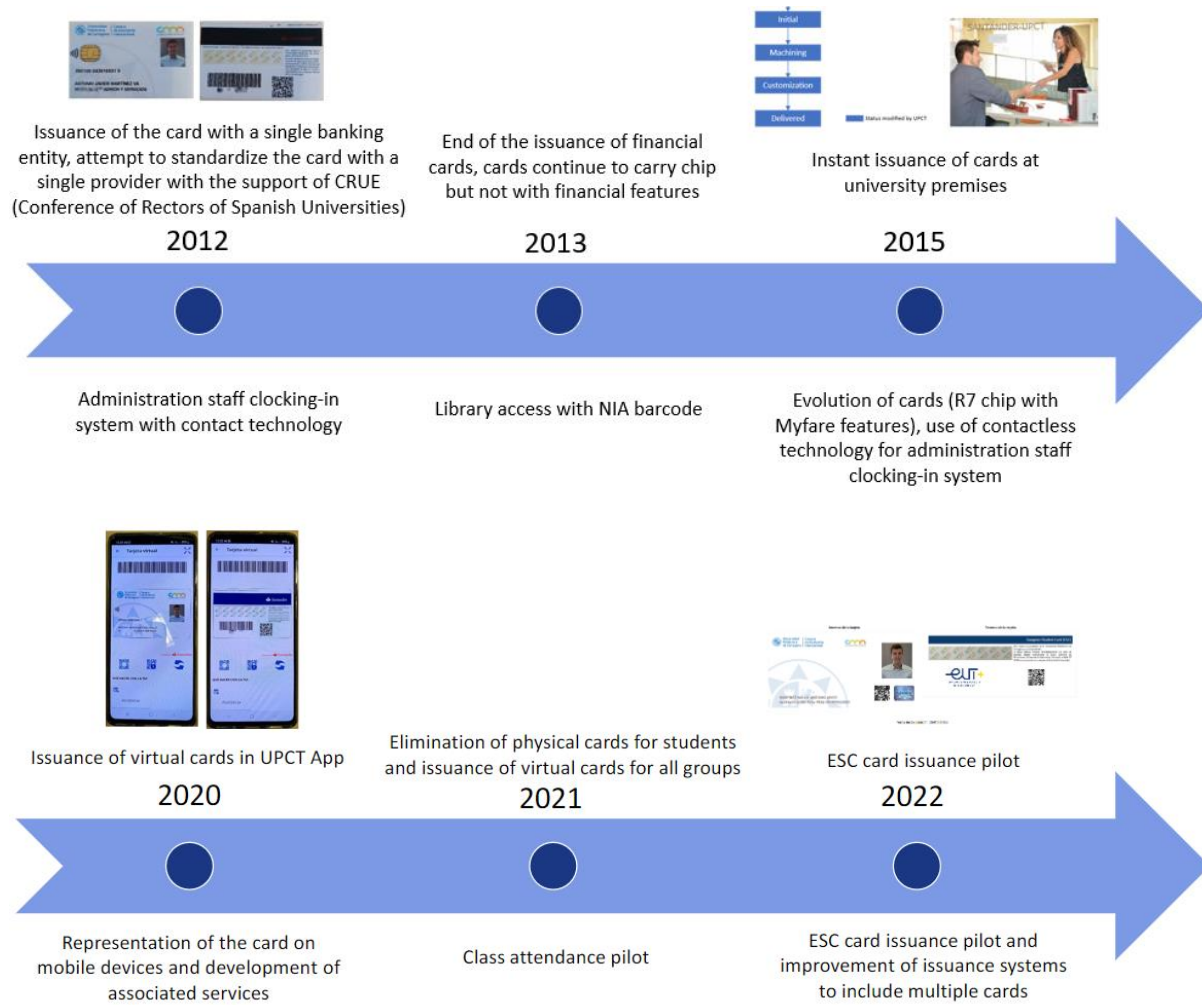 Initial
Machining
Customization
Delivered
Status modified by UPCT
SANTANDER-UPCT
Issuance of the card with a single banking
entity, attempt to standardize the card with a
single provider with the support of CRUE
(Conference of Rectors of Spanish Universities)
2012
End of the issuance of financial
cards, cards continue to carry chip
but not with financial features
2013
Instant issuance of cards at
university premises
2015
Administration staff clocking-in
system with contact technology
Library access with NIA barcode
Evolution of cards (R7 chip with
Myfare features), use of contactless
technology for administration staff
clocking-in system
Tarjeta virtual
Tarjeta virtual
Issuance of virtual cards in UPCT App
2020
Elimination of physical cards for students
and issuance of virtual cards for all groups
2021
EUT+
ESC card issuance pilot
2022
Representation of the card on
mobile devices and development of
associated services
Class attendance pilot
ESC card issuance pilot and
improvement of issuance systems
to include multiple cards